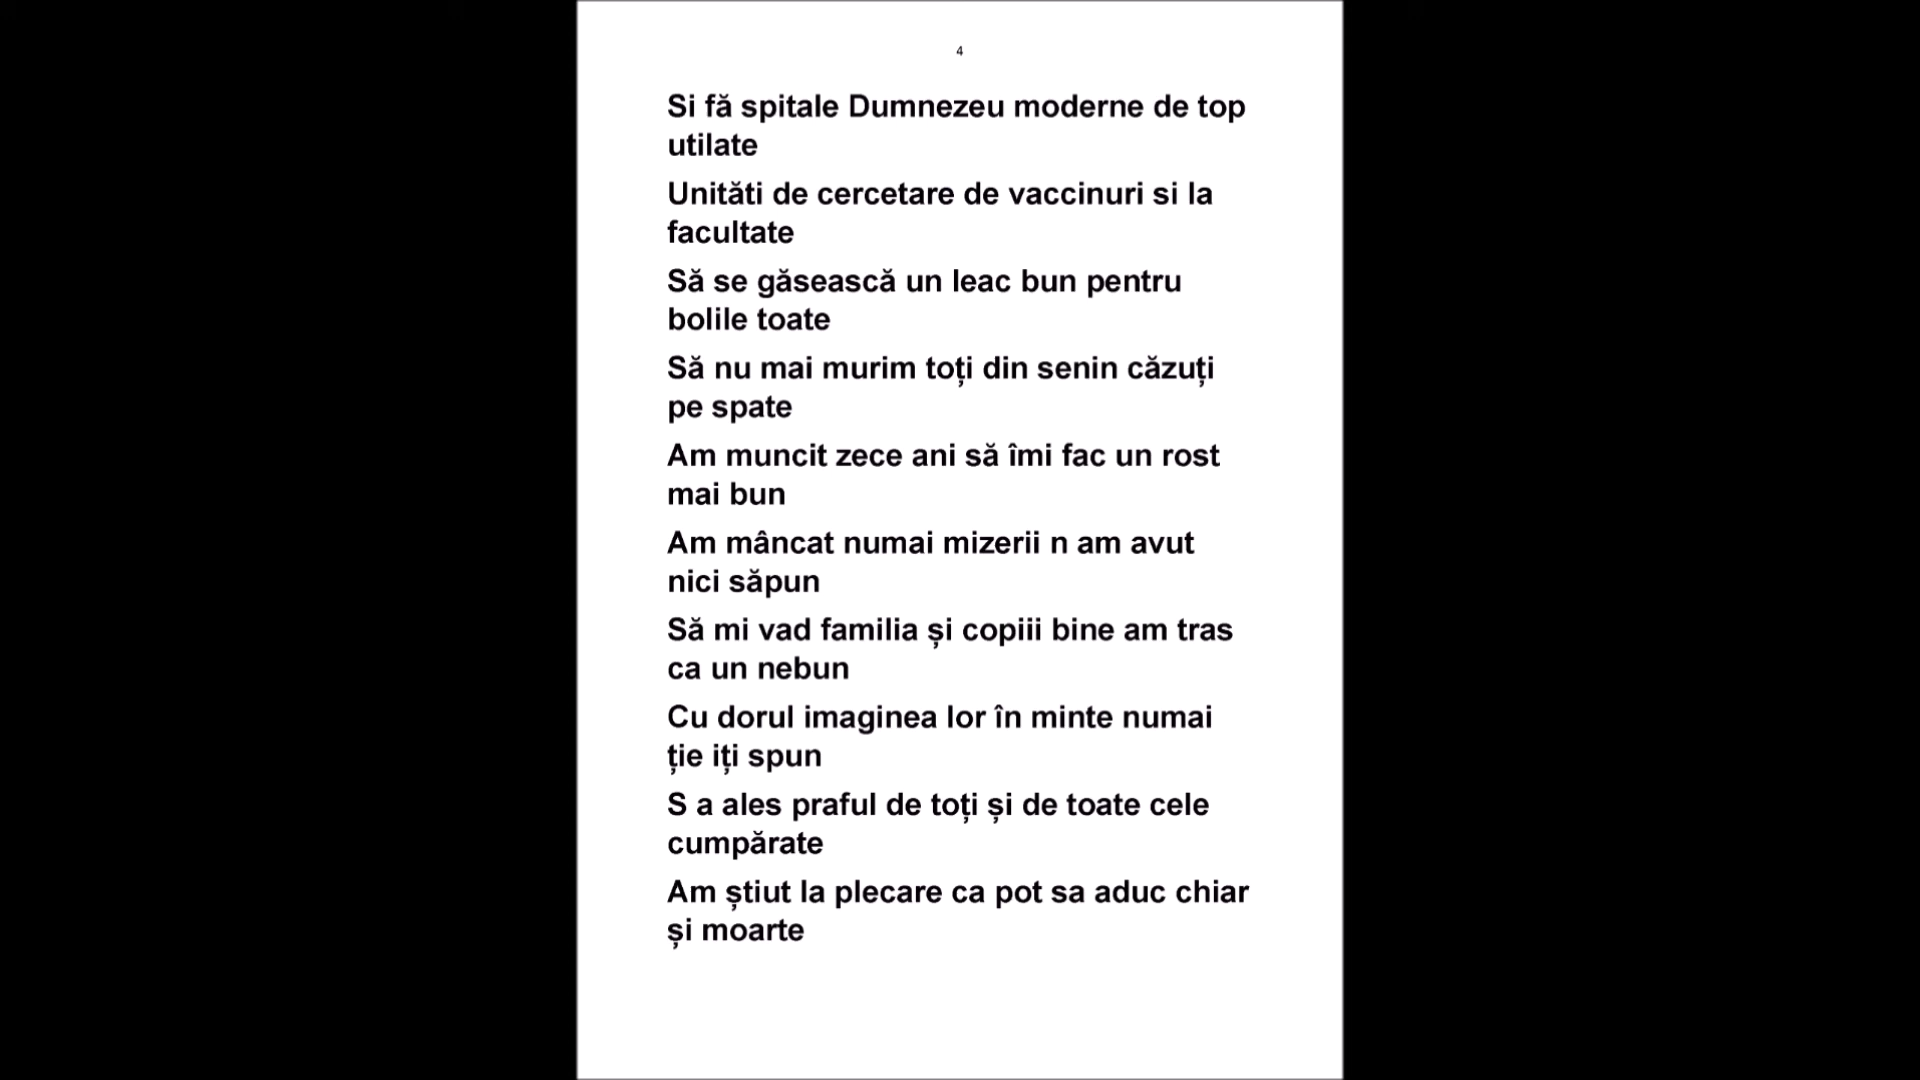 4
Si fă spitale Dumnezeu moderne de top
utilate
Unităti de cercetare de vaccinuri si la
facultate
Să se găsească un leac bun pentru
bolile toate
Să nu mai murim toți din senin căzuți
pe spate
Am muncit zece ani să îmi fac un rost
mai bun
Am mâncat numai mizerii n am avut
nici săpun
Să mi vad familia și copiii bine am tras
ca un nebun
Cu dorul imaginea lor în minte numai
ție iți spun
S a ales praful de toți și de toate cele
cumpărate
Am știut la plecare ca pot sa aduc chiar
și moarte